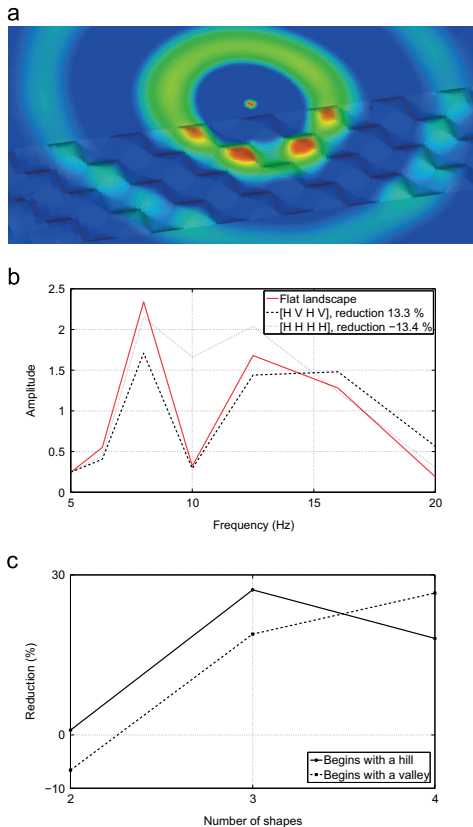 a
b
2.5
2
1.5
1
0.5
0
Amplitude
Flat landscape
[H V H V], reduction 13.3 %
[H H H H], reduction −13.4 %
5
10
15
20
Frequency (Hz)
c
30
0
−10
Reduction (%)
Begins with a hill
Begins with a valley
2
3
4
Number of shapes